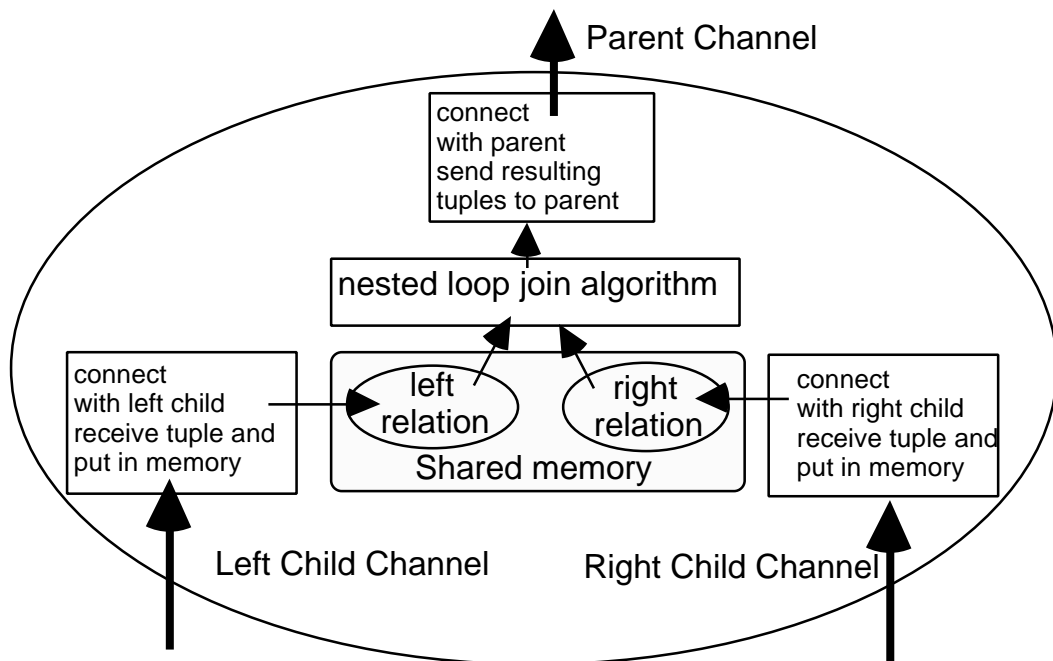 Parent Channel
connect
with parent
send resulting
tuples to parent
nested loop join algorithm
connect
with left child
receive tuple and
put in memory
left
relation
right
relation
Shared memory
connect
with right child
receive tuple and
put in memory
Left Child Channel
Right Child Channel